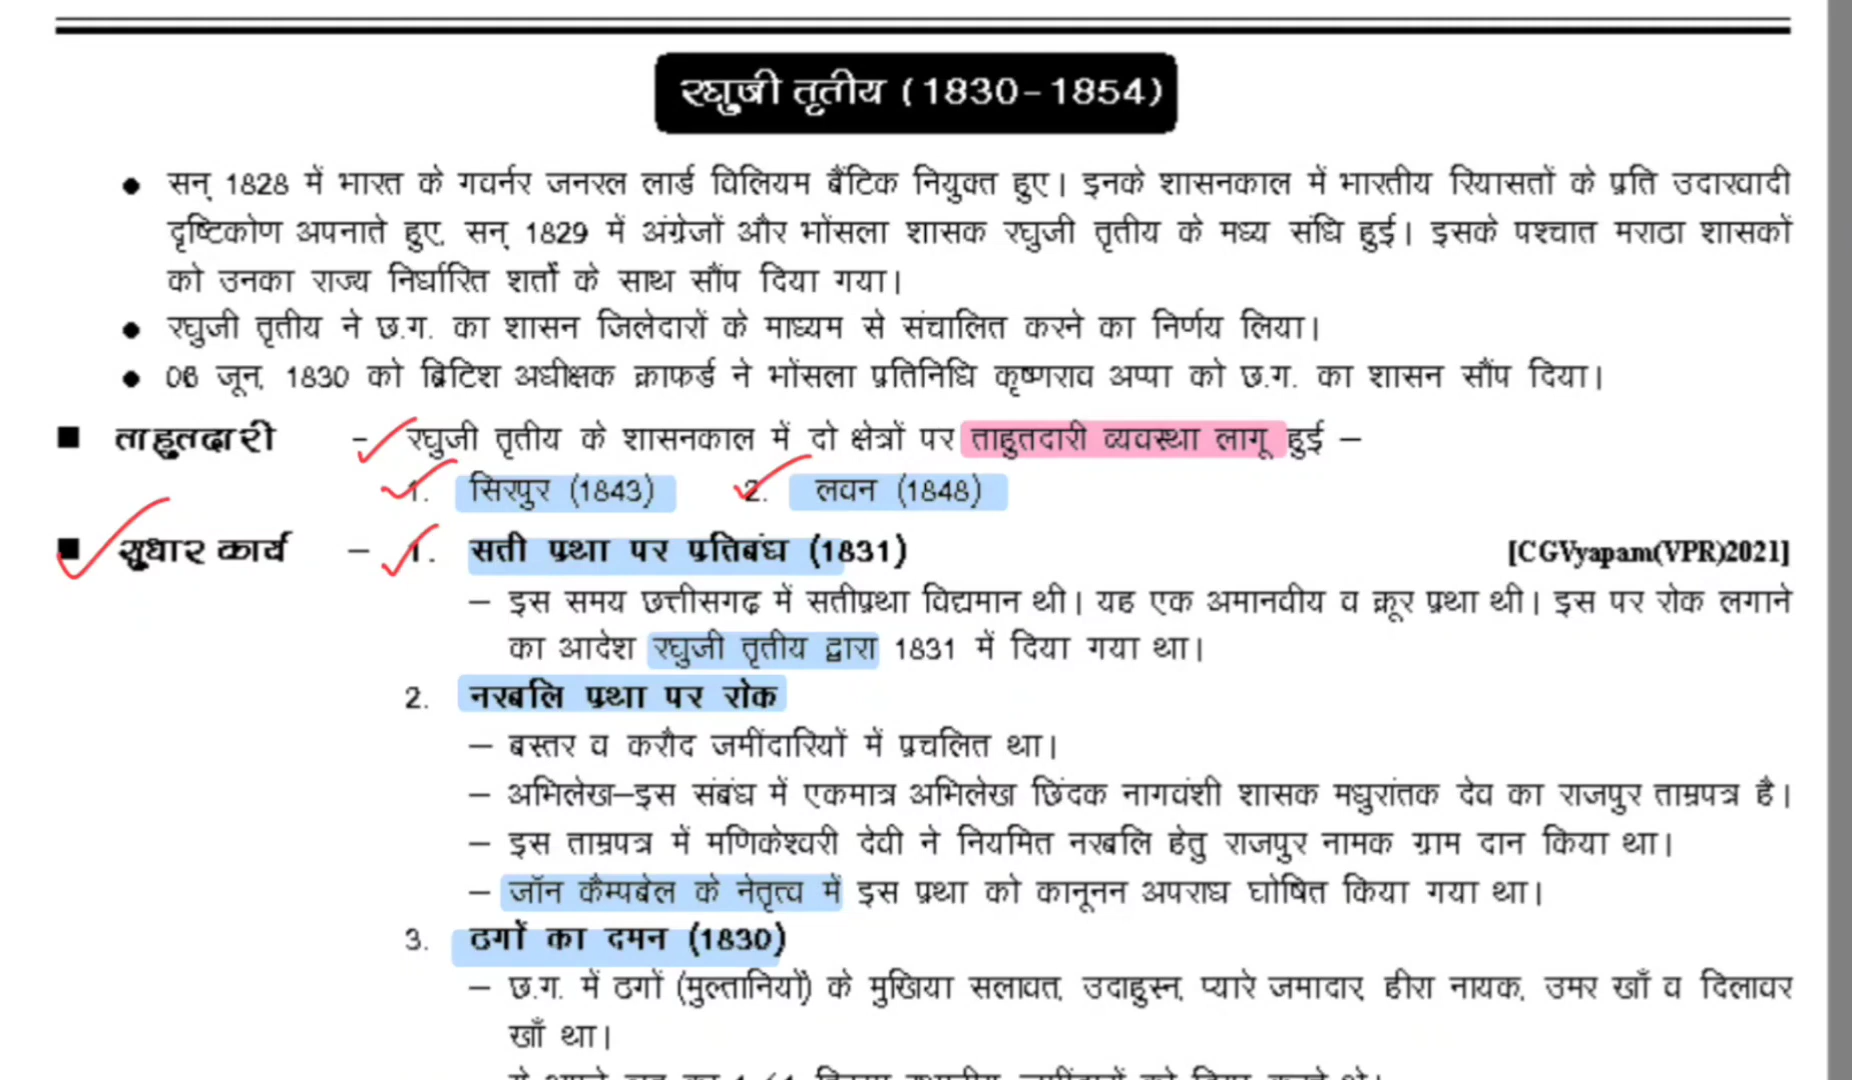 रघुजी तृतीय (1830-1854)
● सन् 1828 में भारत के गवर्नर जनरल लार्ड विलियम बैंटिक नियुक्त हुए। इनके शासनकाल में भारतीय रियासतों के प्रति उदारवादी
दृष्टिकोण अपनाते हुए, सन् 1829 में अंग्रेजों और भोंसला शासक रघुजी तृतीय के मध्य संधि हुई। इसके पश्चात मराठा शासकों
को उनका राज्य निर्धारित शर्तों के साथ सौंप दिया गया।
● रघुजी तृतीय ने छ.ग. का शासन जिलेदारों के माध्यम से संचालित करने का निर्णय लिया।
● 06 जून, 1830 को ब्रिटिश अधीक्षक क्राफर्ड ने भोंसला प्रतिनिधि कृष्णराव अप्पा को छ.ग. का शासन सौंप दिया।
■ ताहुतदारी – रघुजी तृतीय के शासनकाल में दो क्षेत्रों पर ताहुतदारी व्यवस्था लागू हुई –
1. सिरपुर (1843) 2. लवन (1848)
■ सुधार कार्य – 1. सती प्रथा पर प्रतिबंध (1831) [CGVyapam(VPR)2021]
– इस समय छत्तीसगढ़ में सतीप्रथा विद्यमान थी। यह एक अमानवीय व क्रूर प्रथा थी। इस पर रोक लगाने
का आदेश रघुजी तृतीय द्वारा 1831 में दिया गया था।
2. नरबलि प्रथा पर रोक
– बस्तर व करौद जमींदारियों में प्रचलित था।
– अभिलेख–इस संबंध में एकमात्र अभिलेख छिंदक नागवंशी शासक मधुरांतक देव का राजपुर ताम्रपत्र है।
– इस ताम्रपत्र में मणिकेश्वरी देवी ने नियमित नरबलि हेतु राजपुर नामक ग्राम दान किया था।
– जॉन कैम्पबेल के नेतृत्व में इस प्रथा को कानूनन अपराध घोषित किया गया था।
3. ठगों का दमन (1830)
– छ.ग. में ठगों (मुल्तानियों) के मुखिया सलावत, उदाहुस्न, प्यारे जमादार, हीरा नायक, उमर खाँ व दिलावर
खाँ था।